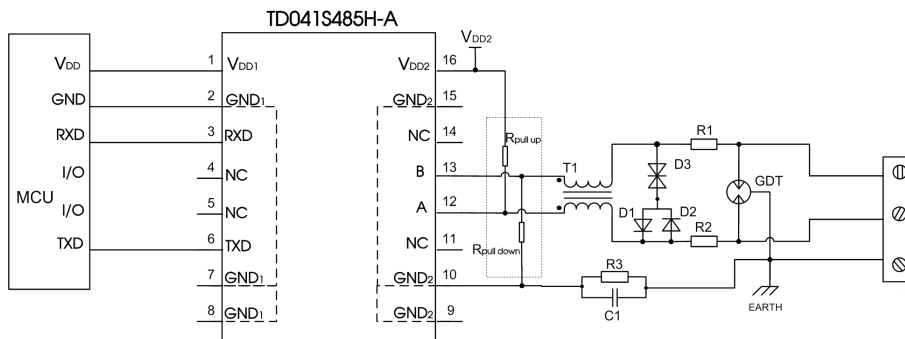 TD041S485H-A
VDD2
VDD 1 VDD1 VDD2 16
GND 2 GND1 GND2 15
RXD 3 RXD NC 14
I/O 4 NC B 13
MCU
I/O 5 NC A 12
TXD 6 TXD NC 11
7 GND1 GND2 10
8 GND1 GND2 9
Rpull up
Rpull down
T1
R1
D3
GDT
D1 D2
R2
R3
C1
EARTH